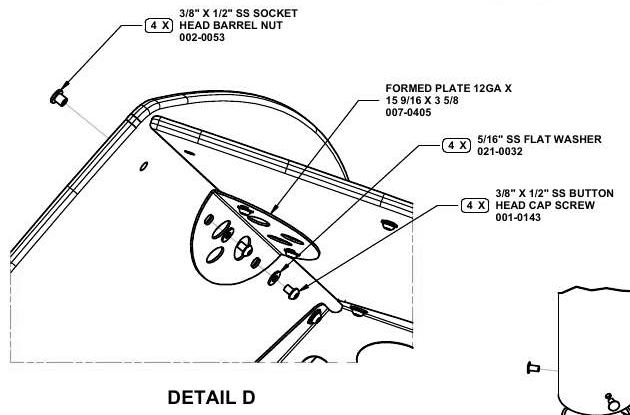 3/8" X 1/2" SS SOCKET
4 X HEAD BARREL NUT
002-0053
FORMED PLATE 12GA X
15 9/16 X 3 5/8
007-0405
4 X 5/16" SS FLAT WASHER
021-0032
3/8" X 1/2" SS BUTTON
4 X HEAD CAP SCREW
001-0143
DETAIL D